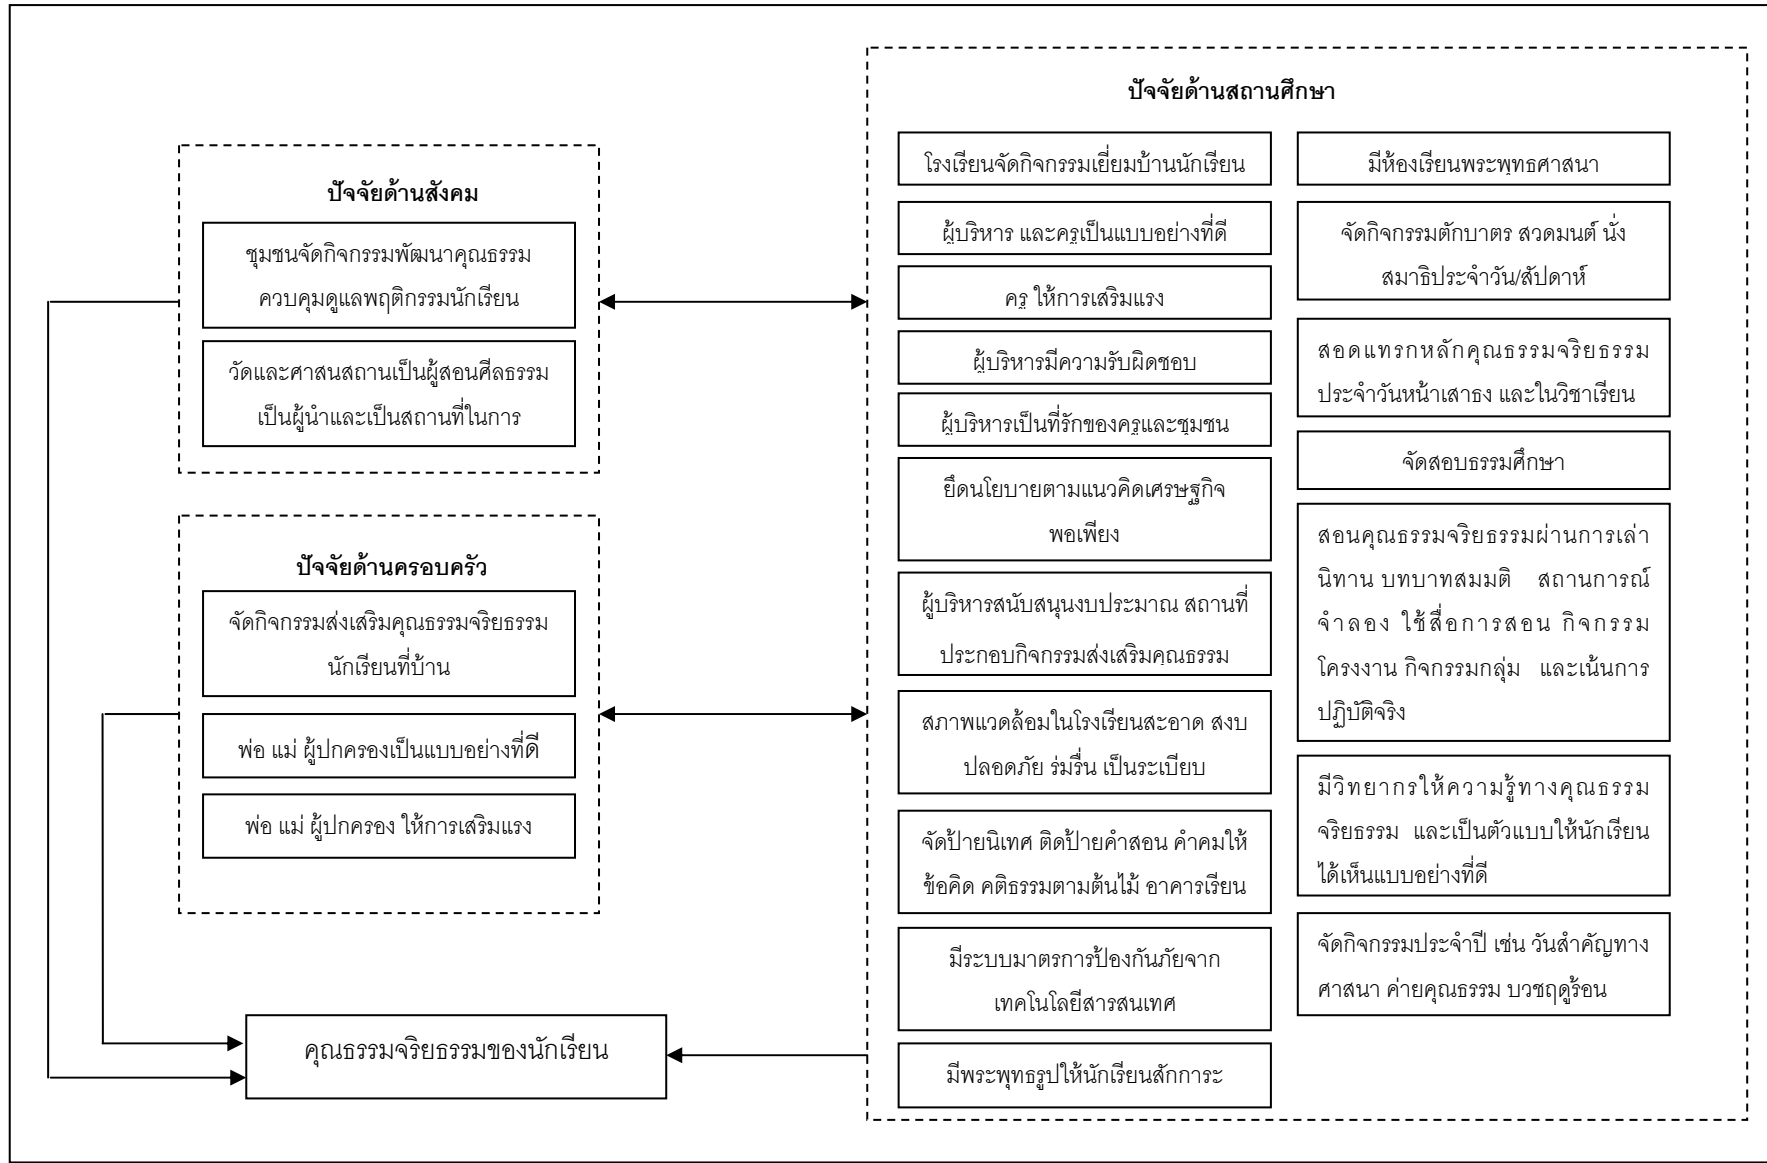 ปัจจัยด้านสังคม
ชุมชนจัดกิจกรรมพัฒนาคุณธรรม
ควบคุมดูแลพฤติกรรมนักเรียน
วัดและศาสนสถานเป็นผู้สอนศีลธรรม
เป็นผู้นำและเป็นสถานที่ในการ
ปัจจัยด้านครอบครัว
จัดกิจกรรมส่งเสริมคุณธรรมจริยธรรม
นักเรียนที่บ้าน
พ่อ แม่ ผู้ปกครองเป็นแบบอย่างที่ดี
พ่อ แม่ ผู้ปกครอง ให้การเสริมแรง
คุณธรรมจริยธรรมของนักเรียน
ปัจจัยด้านสถานศึกษา
โรงเรียนจัดกิจกรรมเยี่ยมบ้านนักเรียน
ผู้บริหาร และครูเป็นแบบอย่างที่ดี
ครู ให้การเสริมแรง
ผู้บริหารมีความรับผิดชอบ
ผู้บริหารเป็นที่รักของครูและชุมชน
ยึดนโยบายตามแนวคิดเศรษฐกิจ
พอเพียง
ผู้บริหารสนับสนุนงบประมาณ สถานที่
ประกอบกิจกรรมส่งเสริมคุณธรรม
สภาพแวดล้อมในโรงเรียนสะอาด สงบ
ปลอดภัย ร่มรื่น เป็นระเบียบ
จัดป้ายนิเทศ ติดป้ายคำสอน คำคมให้
ข้อคิด คติธรรมตามต้นไม้ อาคารเรียน
มีระบบมาตรการป้องกันภัยจาก
เทคโนโลยีสารสนเทศ
มีพระพุทธรูปให้นักเรียนสักการะ
มีห้องเรียนพระพุทธศาสนา
จัดกิจกรรมตักบาตร สวดมนต์ นั่ง
สมาธิประจำวัน/สัปดาห์
สอดแทรกหลักคุณธรรมจริยธรรม
ประจำวันหน้าเสาธง และในวิชาเรียน
จัดสอบธรรมศึกษา
สอนคุณธรรมจริยธรรมผ่านการเล่า
นิทาน บทบาทสมมติ สถานการณ์
จำลอง ใช้สื่อการสอน กิจกรรม
โครงงาน กิจกรรมกลุ่ม และเน้นการ
ปฏิบัติจริง
มีวิทยากรให้ความรู้ทางคุณธรรม
จริยธรรม และเป็นตัวแบบให้นักเรียน
ได้เห็นแบบอย่างที่ดี
จัดกิจกรรมประจำปี เช่น วันสำคัญทาง
ศาสนา ค่ายคุณธรรม บวชฤดูร้อน